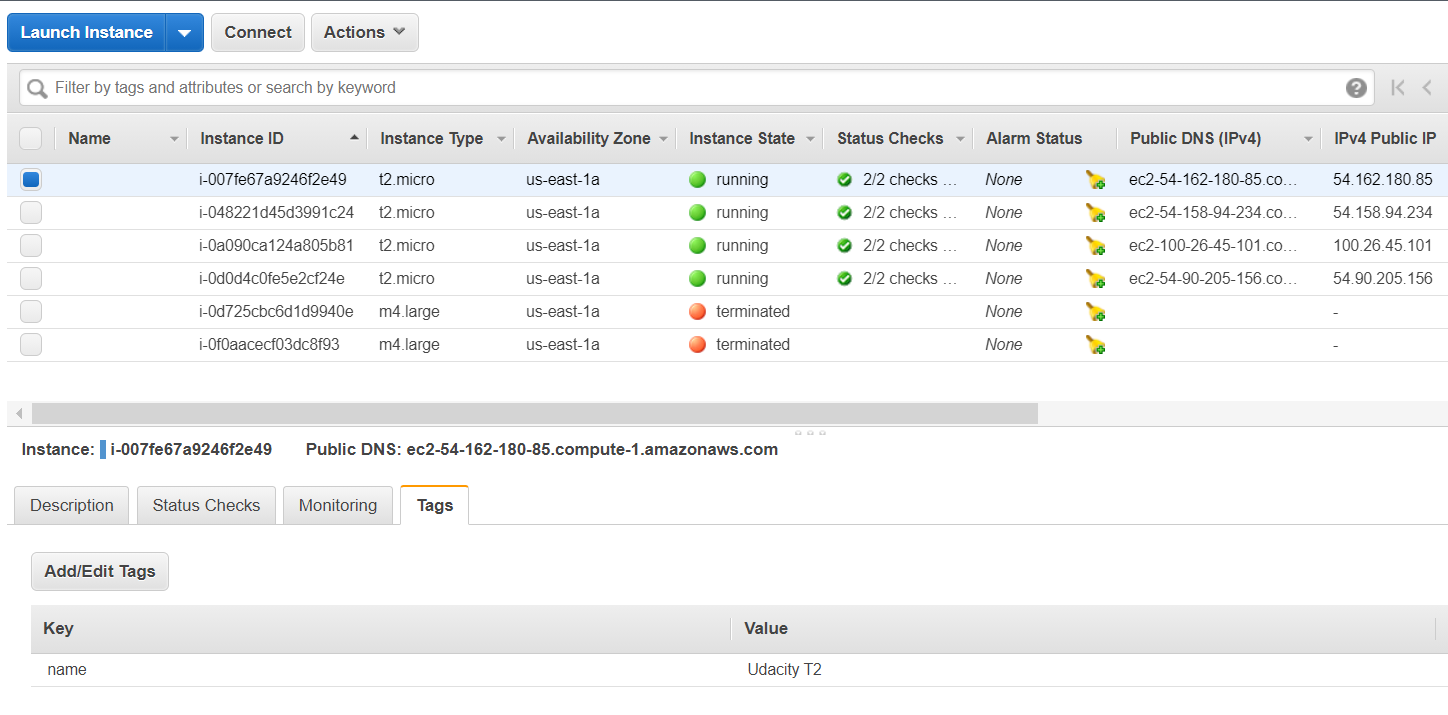 Launch Instance Connect Actions
Filter by tags and attributes or search by keyword
Name Instance ID Instance Type Availability Zone Instance State Status Checks Alarm Status Public DNS (IPv4) IPv4 Public IP
i-007fe67a9246f2e49 t2.micro us-east-1a running 2/2 checks ... None ec2-54-162-180-85.co... 54.162.180.85
i-048221d45d3991c24 t2.micro us-east-1a running 2/2 checks ... None ec2-54-158-94-234.co... 54.158.94.234
i-0a090ca124a805b81 t2.micro us-east-1a running 2/2 checks ... None ec2-100-26-45-101.co... 100.26.45.101
i-0d0d4c0fe5e2cf24e t2.micro us-east-1a running 2/2 checks ... None ec2-54-90-205-156.co... 54.90.205.156
i-0d725cbc6d1d9940e m4.large us-east-1a terminated None -
i-0f0aacecf03dc8f93 m4.large us-east-1a terminated None -
Instance: i-007fe67a9246f2e49 Public DNS: ec2-54-162-180-85.compute-1.amazonaws.com
Description Status Checks Monitoring Tags
Add/Edit Tags
Key Value
name Udacity T2